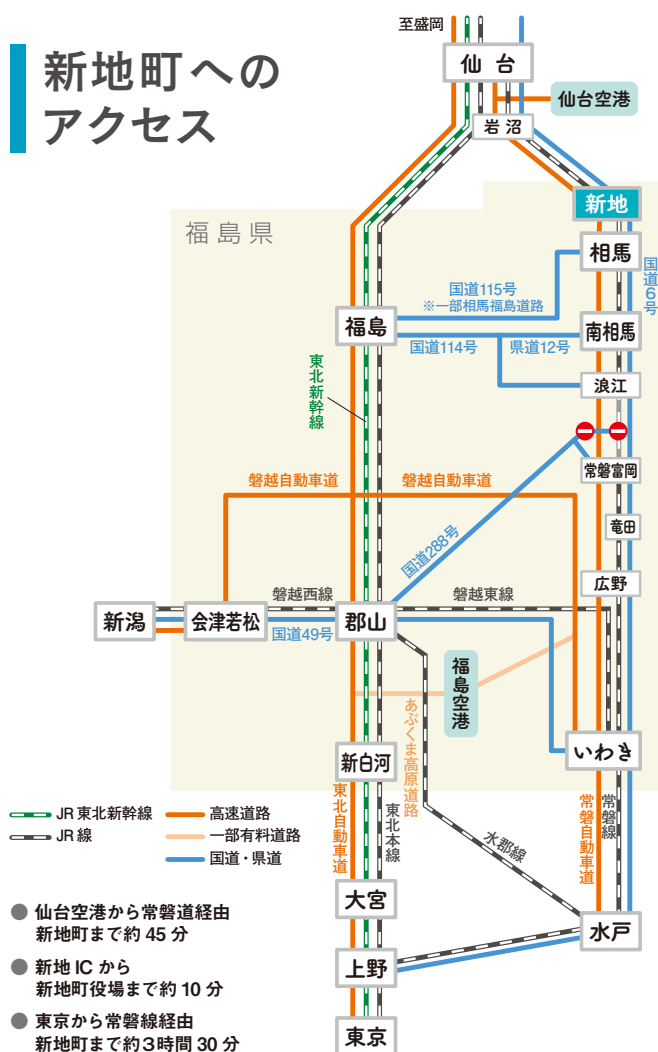 至盛岡
新地町への
アクセス
仙台
仙台空港
岩沼
新地
福島県
相馬
国道6号
国道115号
※一部相馬福島道路
福島
南相馬
国道114号
県道12号
東北新幹線
浪江
常磐富岡
磐越自動車道
磐越自動車道
竜田
国道288号
広野
磐越西線
磐越東線
新潟
会津若松
国道49号
郡山
福島空港
あぶくま高原道路
新白河
いわき
JR東北新幹線
高速道路
JR線
一部有料道路
国道・県道
東北自動車道
東北本線
常磐自動車道
常磐線
水郡線
大宮
水戸
上野
東京
● 仙台空港から常磐道経由
新地町まで約45分
● 新地ICから
新地町役場まで約10分
● 東京から常磐線経由
新地町まで約3時間30分